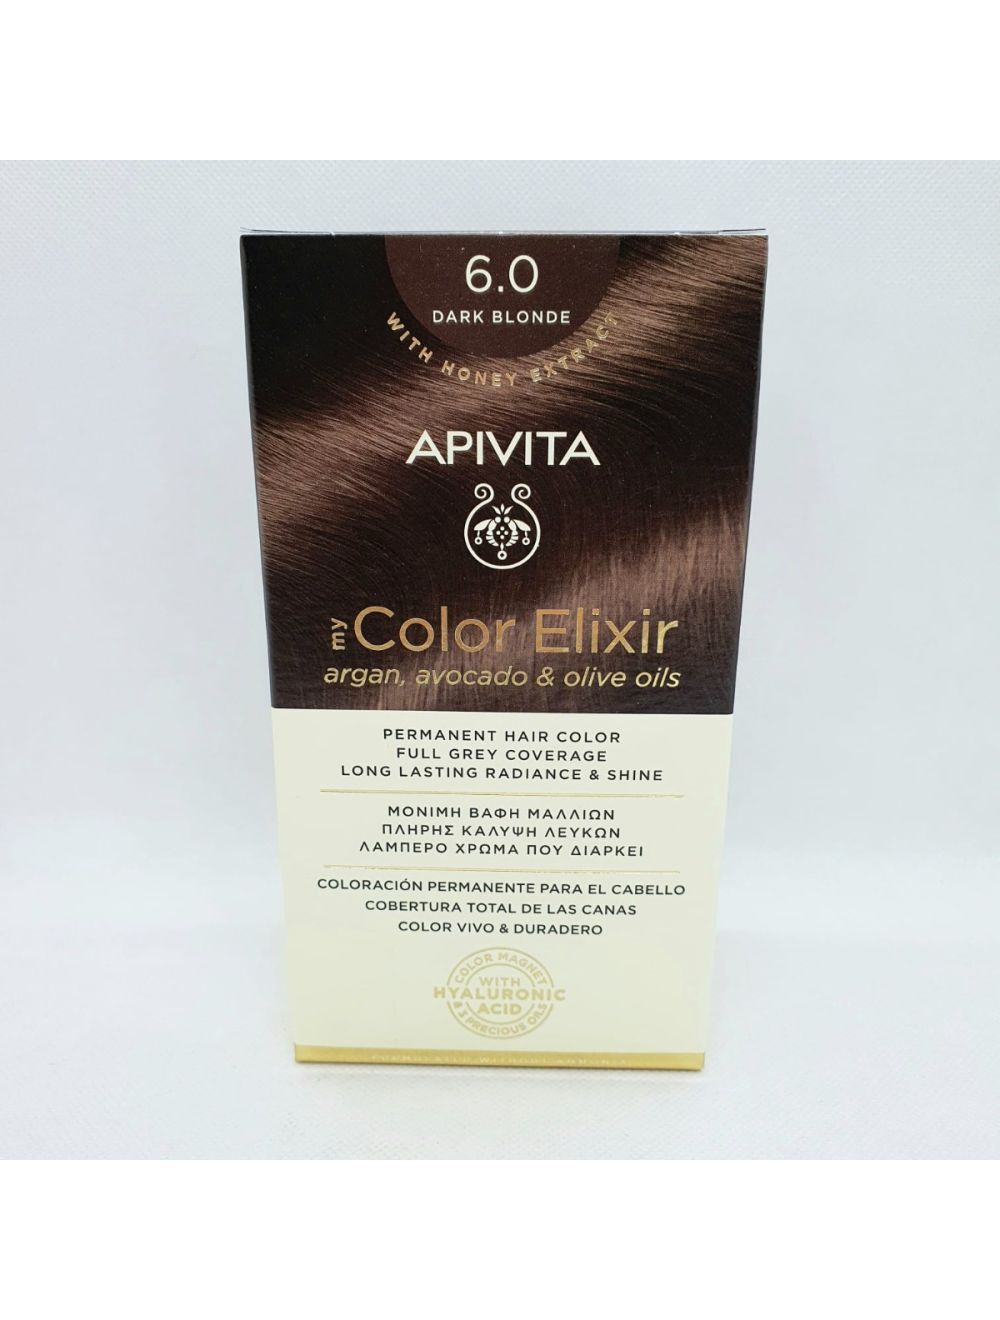 6.0
DARK BLONDE
WITH HONEY EXTRACT
APIVITA
my Color Elixir
argan, avocado & olive oils
PERMANENT HAIR COLOR
FULL GREY COVERAGE
LONG LASTING RADIANCE & SHINE
ΜΟΝΙΜΗ ΒΑΦΗ ΜΑΛΛΙΩΝ
ΠΛΗΡΗΣ ΚΑΛΥΨΗ ΛΕΥΚΩΝ
ΛΑΜΠΕΡΟ ΧΡΩΜΑ ΠΟΥ ΔΙΑΡΚΕΙ
COLORACIÓN PERMANENTE PARA EL CABELLO
COBERTURA TOTAL DE LAS CANAS
COLOR VIVO & DURADERO
COLOR MAGNET
WITH
HYALURONIC
ACID
& 3 PRECIOUS OILS